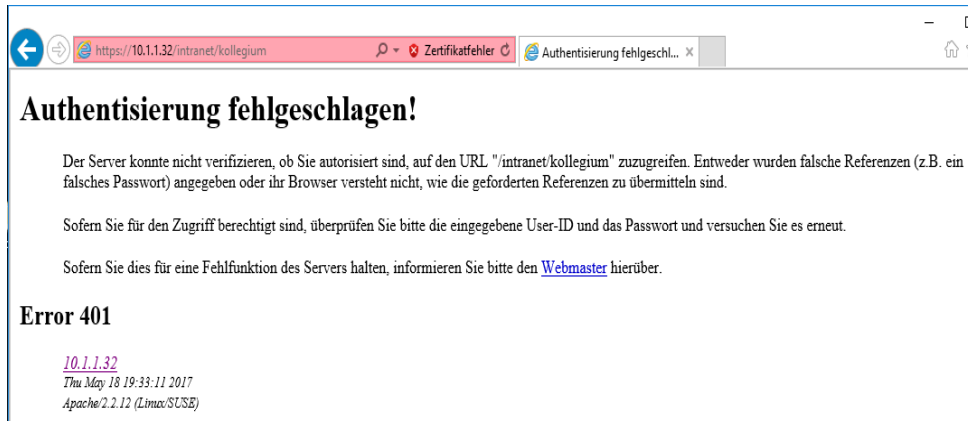 https://10.1.1.32/intranet/kollegium
Zertifikatfehler
Authentisierung fehlgeschl...
Authentisierung fehlgeschlagen!
Der Server konnte nicht verifizieren, ob Sie autorisiert sind, auf den URL "/intranet/kollegium" zuzugreifen. Entweder wurden falsche Referenzen (z.B. ein
falsches Passwort) angegeben oder ihr Browser versteht nicht, wie die geforderten Referenzen zu übermitteln sind.
Sofern Sie für den Zugriff berechtigt sind, überprüfen Sie bitte die eingegebene User-ID und das Passwort und versuchen Sie es erneut.
Sofern Sie dies für eine Fehlfunktion des Servers halten, informieren Sie bitte den Webmaster hierüber.
Error 401
10.1.1.32
Thu May 18 19:33:11 2017
Apache/2.2.12 (Linux/SUSE)